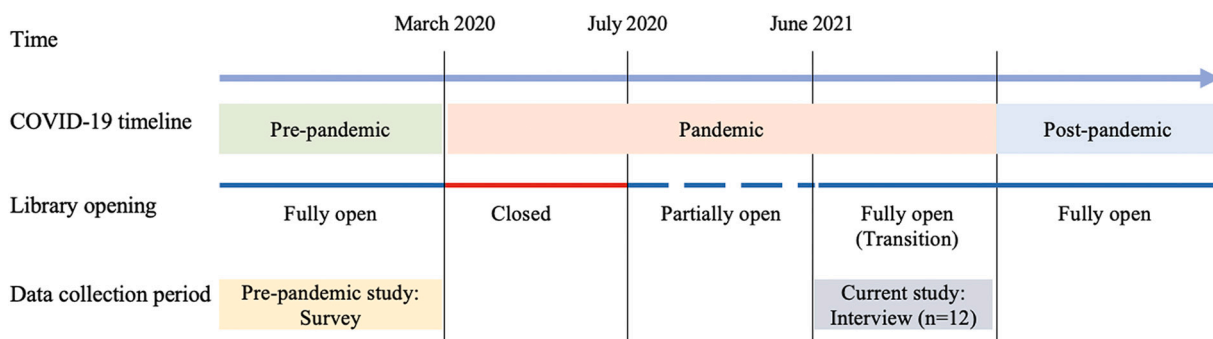 March 2020 July 2020 June 2021
Time
COVID-19 timeline Pre-pandemic Pandemic Post-pandemic
Library opening Fully open Closed Partially open Fully open Fully open
(Transition)
Data collection period Pre-pandemic study: Current study:
Survey Interview (n=12)